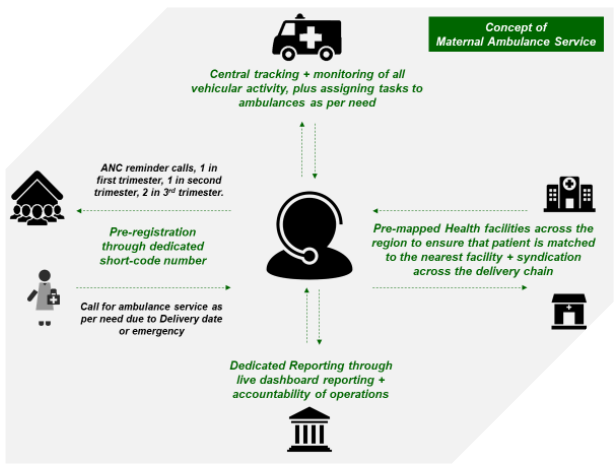 Concept of
Maternal Ambulance Service
Central tracking + monitoring of all
vehicular activity, plus assigning tasks to
ambulances as per need
ANC reminder calls, 1 in
first trimester, 1 in second
trimester, 2 in 3rd trimester.
Pre-registration
through dedicated
short-code number
Call for ambulance service as
per need due to Delivery date
or emergency
Pre-mapped Health facilities across the
region to ensure that patient is matched
to the nearest facility + syndication
across the delivery chain
Dedicated Reporting through
live dashboard reporting +
accountability of operations